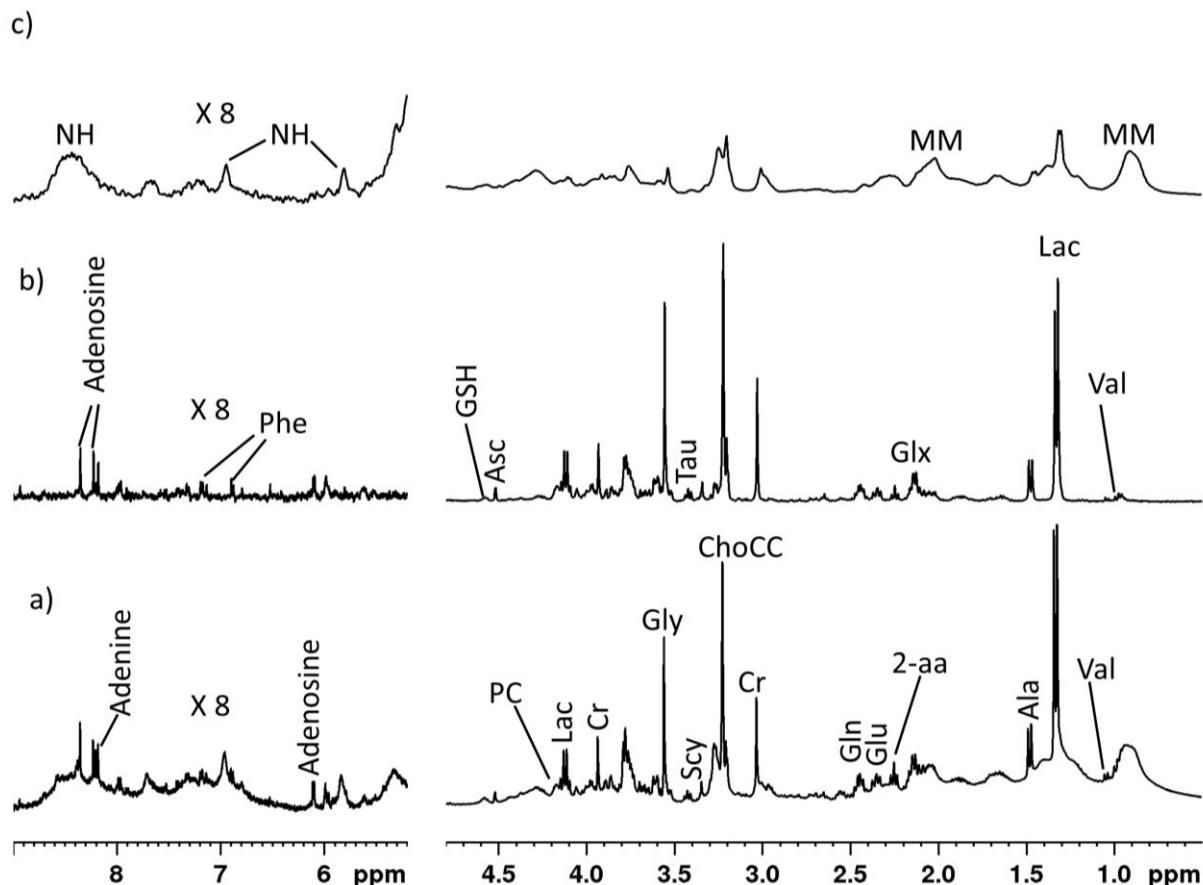 c)
NH
X 8
NH
MM
MM
b)
Adenosine
X 8
Phe
GSH
Asc
Tau
Glx
Lac
Val
a)
Adenine
X 8
Adenosine
PC
Lac
Cr
Gly
Scy
ChoCC
Cr
Gln
Glu
2-aa
Ala
Val
8 7 6 ppm 4.5 4.0 3.5 3.0 2.5 2.0 1.5 1.0 ppm